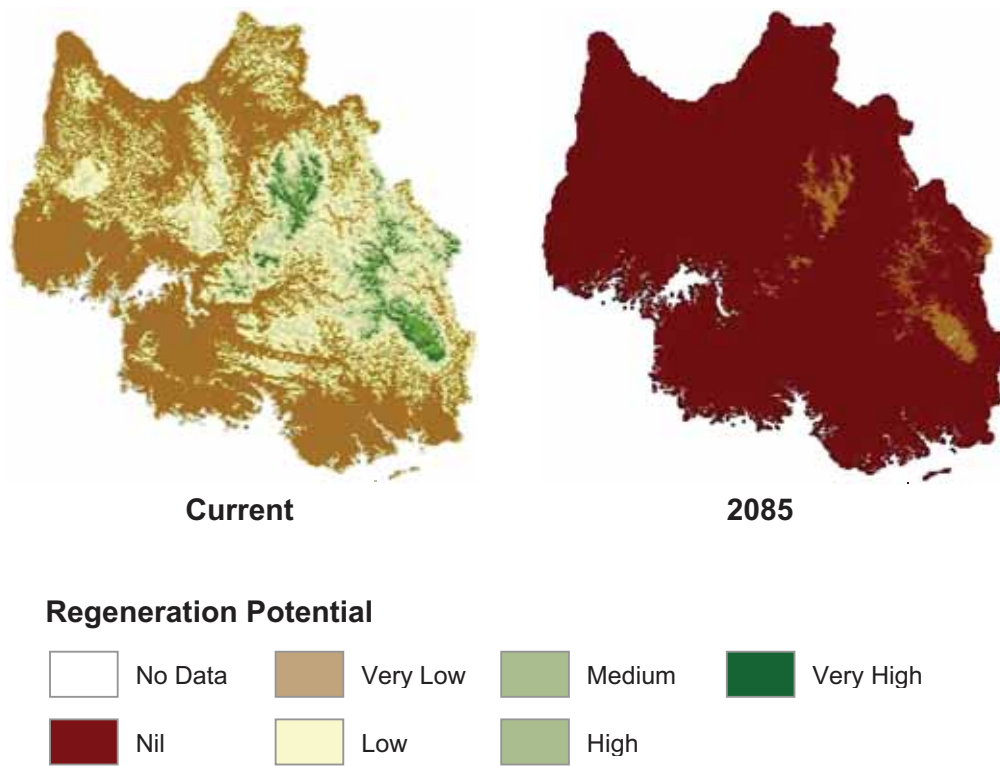 Current 2085
Regeneration Potential
No Data Very Low Medium Very High
Nil Low High